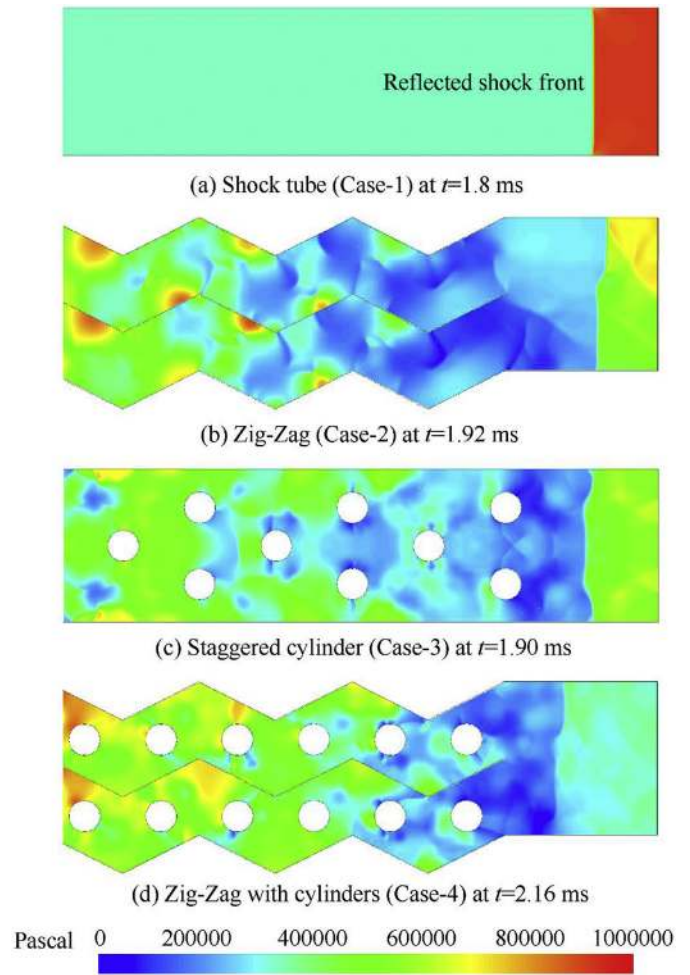 Reflected shock front
(a) Shock tube (Case-1) at t=1.8 ms
(b) Zig-Zag (Case-2) at t=1.92 ms
(c) Staggered cylinder (Case-3) at t=1.90 ms
(d) Zig-Zag with cylinders (Case-4) at t=2.16 ms
Pascal 0 200000 400000 600000 800000 1000000